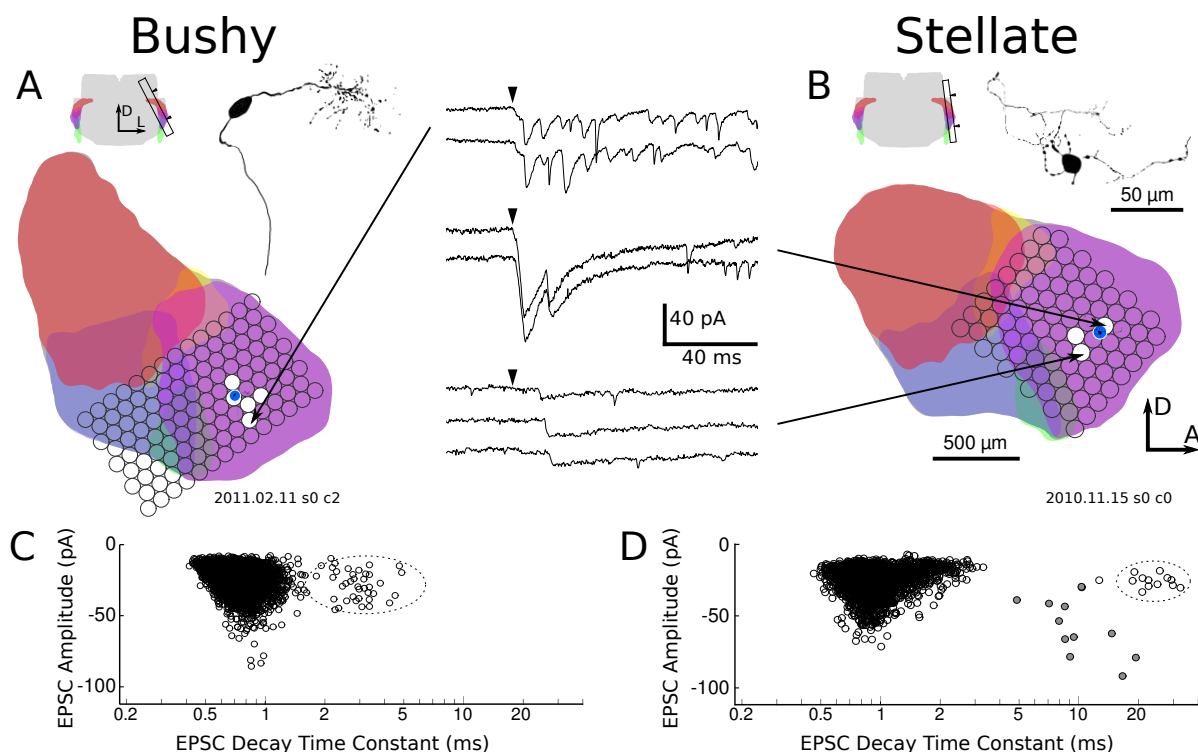 Bushy
Stellate
A
D
L
B
50 µm
40 pA
40 ms
500 µm
D
A
2011.02.11 s0 c2
2010.11.15 s0 c0
C
EPSC Amplitude (pA)
0
-50
-100
0.2 0.5 1 2 5 10 20
EPSC Decay Time Constant (ms)
D
EPSC Amplitude (pA)
0
-50
-100
0.2 0.5 1 2 5 10 20
EPSC Decay Time Constant (ms)